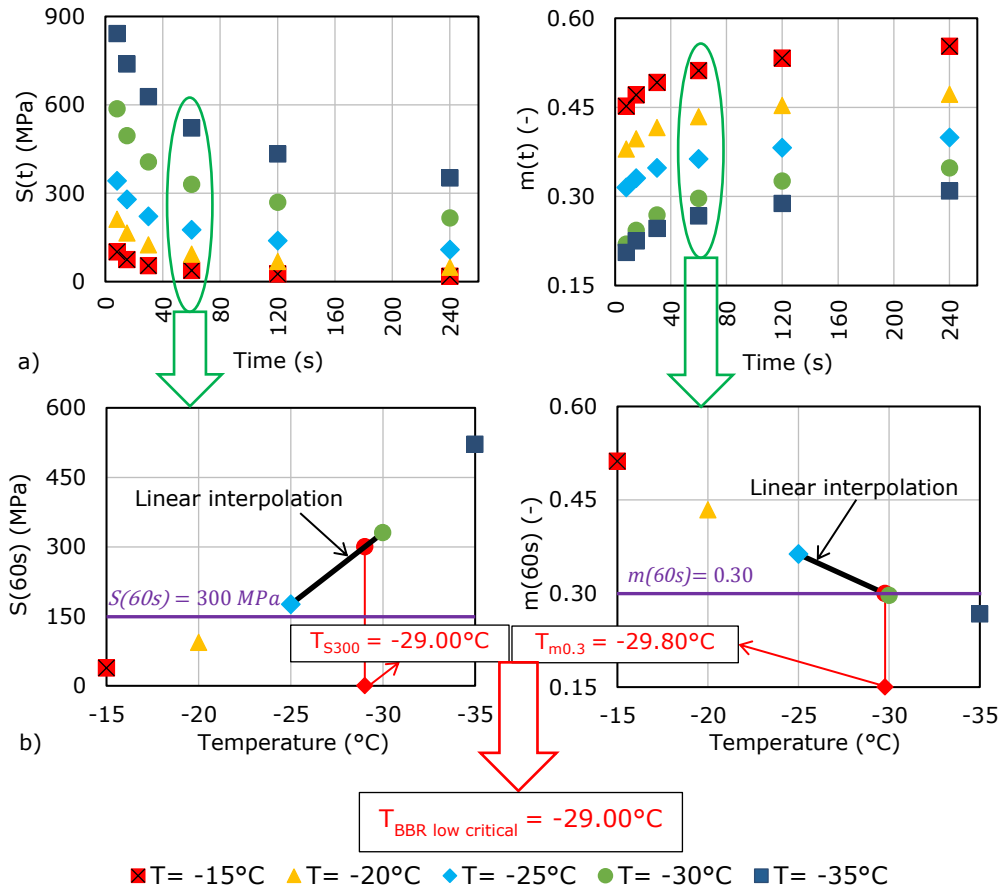 900
600
300
0
S(t) (MPa)
0
40
80
120
160
200
240
Time (s)
a)
0.60
0.45
0.30
0.15
m(t) (-)
0
40
80
120
160
200
240
Time (s)
600
450
300
150
0
S(60s) (MPa)
Linear interpolation
S(60s) = 300 MPa
T_S300 = -29.00°C
-15
-20
-25
-30
-35
Temperature (°C)
b)
0.60
0.45
0.30
0.15
m(60s) (-)
Linear interpolation
m(60s)= 0.30
T_m0.3 = -29.80°C
-15
-20
-25
-30
-35
Temperature (°C)
T_BBR low critical = -29.00°C
T= -15°C
T= -20°C
T= -25°C
T= -30°C
T= -35°C